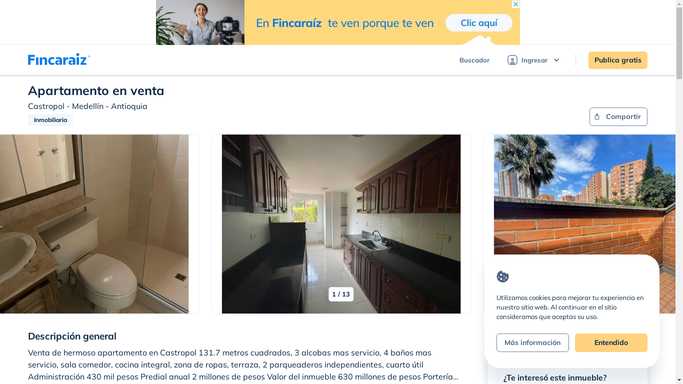 En Fincaraíz te ven porque te ven
Clic aquí
Fincaraíz
Buscador
Ingresar
Publica gratis
Apartamento en venta
Castropol - Medellín - Antioquia
Inmobiliaria
Compartir
1 / 13
Utilizamos cookies para mejorar tu experiencia en
nuestro sitio web. Al continuar en el sitio
consideramos que aceptas su uso.
Más información
Entendido
Descripción general
Venta de hermoso apartamento en Castropol 131.7 metros cuadrados, 3 alcobas mas servicio, 4 baños mas
servicio, sala comedor, cocina integral, zona de ropas, terraza, 2 parqueaderos independientes, cuarto útil
Administración 430 mil pesos Predial anual 2 millones de pesos Valor del inmueble 630 millones de pesos Portería...
¿Te interesó este inmueble?